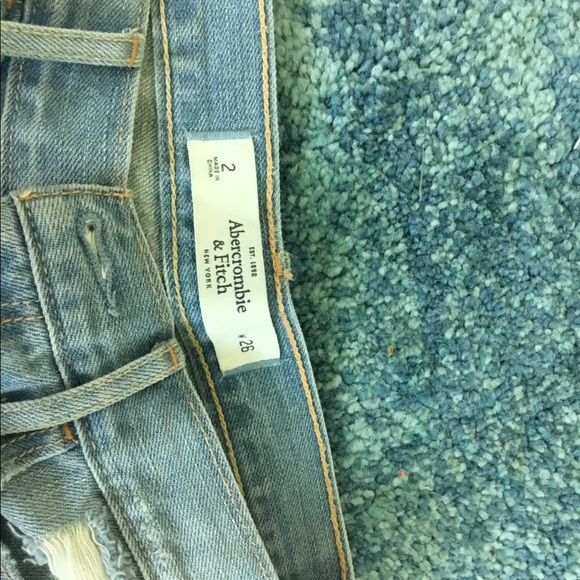 2
MADE IN
CHINA
EST. 1892
Abercrombie
& Fitch
NEW YORK
W 26